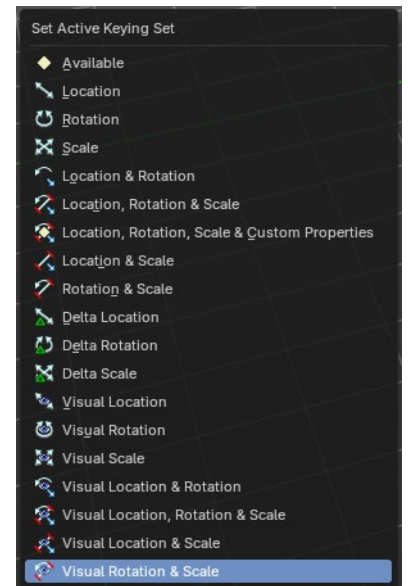 Set Active Keying Set
Available
Location
Rotation
Scale
Location & Rotation
Location, Rotation & Scale
Location, Rotation, Scale & Custom Properties
Location & Scale
Rotation & Scale
Delta Location
Delta Rotation
Delta Scale
Visual Location
Visual Rotation
Visual Scale
Visual Location & Rotation
Visual Location, Rotation & Scale
Visual Location & Scale
Visual Rotation & Scale